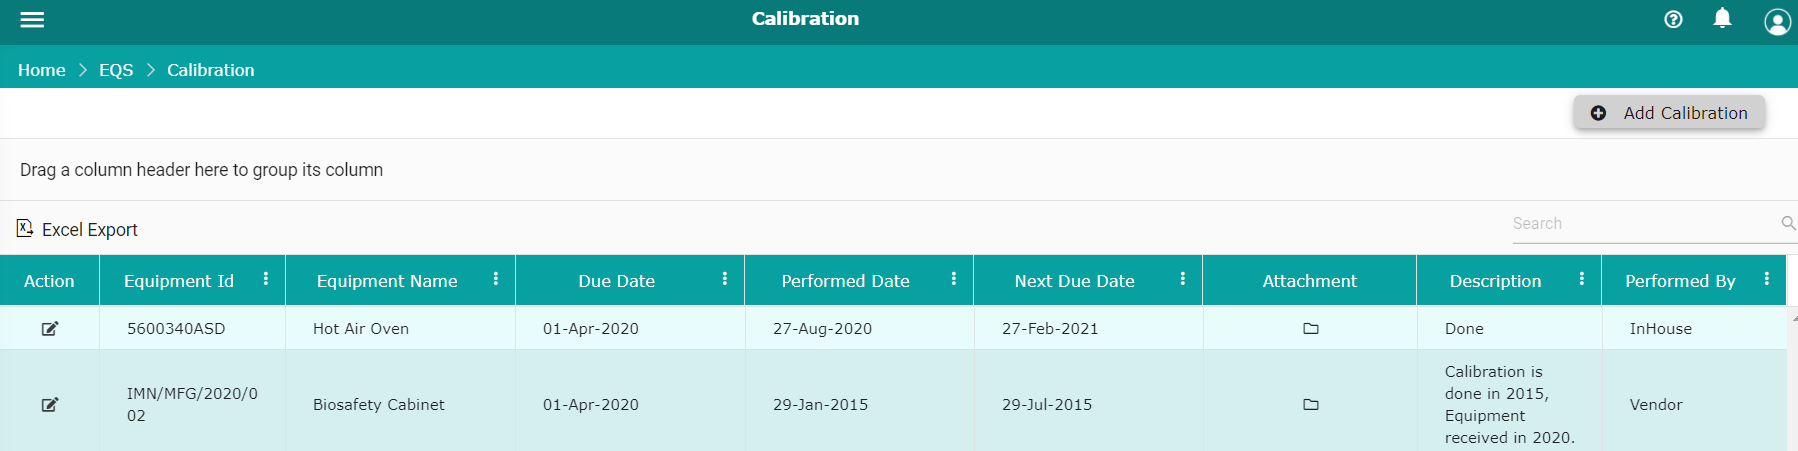 Calibration
Home > EQS > Calibration
Add Calibration
Drag a column header here to group its column
Excel Export
Search
Action Equipment Id Equipment Name Due Date Performed Date Next Due Date Attachment Description Performed By
5600340ASD Hot Air Oven 01-Apr-2020 27-Aug-2020 27-Feb-2021 Done InHouse
IMN/MFG/2020/0
02
Biosafety Cabinet 01-Apr-2020 29-Jan-2015 29-Jul-2015
Calibration is
done in 2015,
Equipment
received in 2020.
Vendor